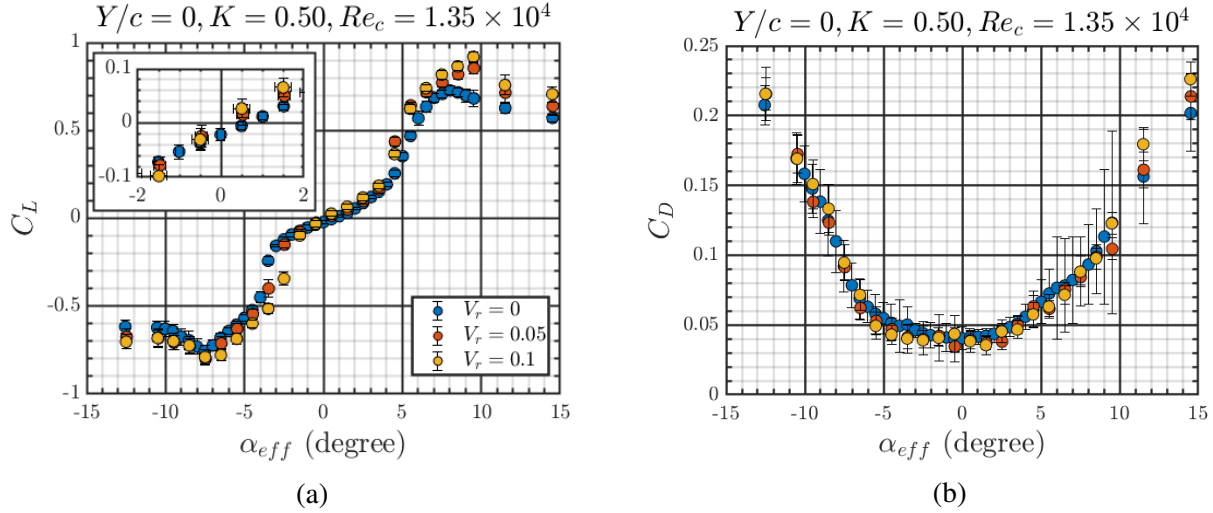 Y/c = 0, K = 0.50, Re_c = 1.35 × 10^4
1
0.5
0
-0.5
-1
C_L
0.1
0
-0.1
-2 0 2
V_r = 0
V_r = 0.05
V_r = 0.1
-15 -10 -5 0 5 10 15
α_eff (degree)
(a)
Y/c = 0, K = 0.50, Re_c = 1.35 × 10^4
0.25
0.2
0.15
0.1
0.05
0
C_D
-15 -10 -5 0 5 10 15
α_eff (degree)
(b)